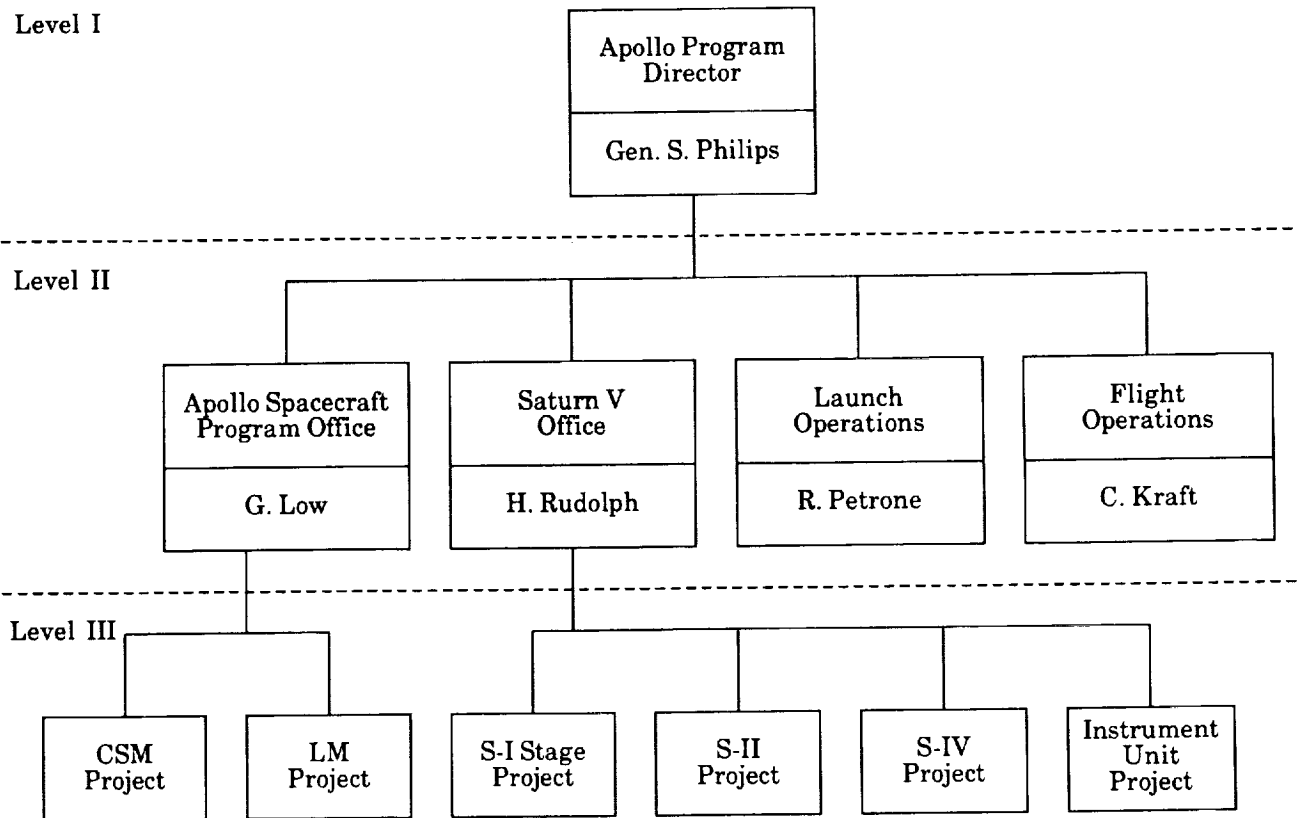 Level I
Apollo Program
Director
Gen. S. Philips
Level II
Apollo Spacecraft
Program Office
G. Low
Saturn V
Office
H. Rudolph
Launch
Operations
R. Petrone
Flight
Operations
C. Kraft
Level III
CSM
Project
LM
Project
S-I Stage
Project
S-II
Project
S-IV
Project
Instrument
Unit
Project